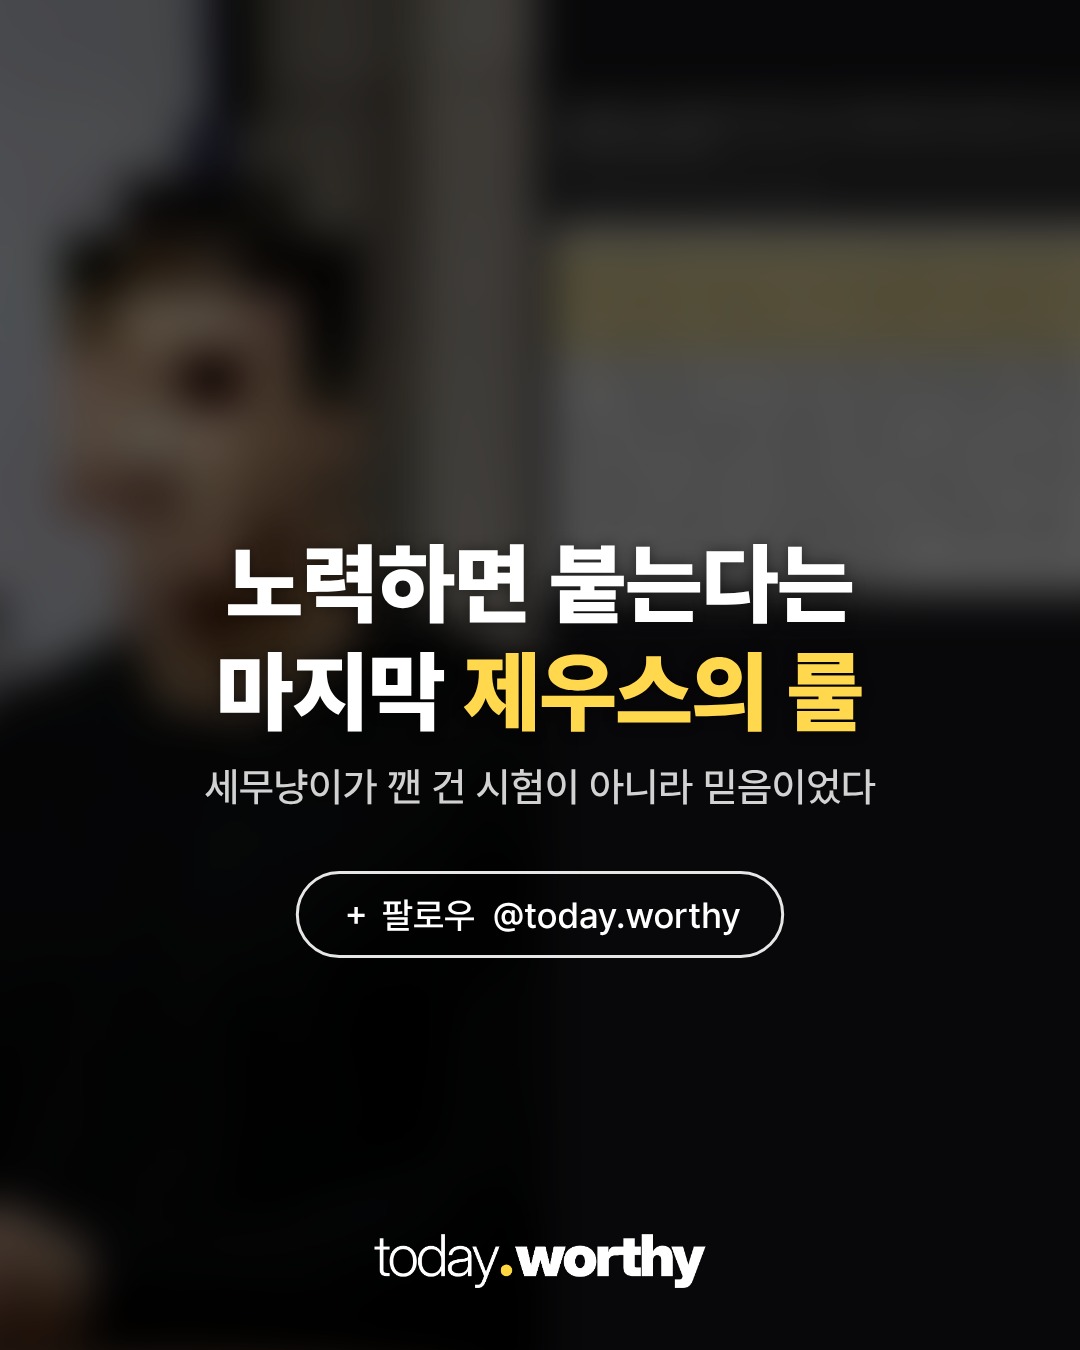 노력하면 붙는다는
마지막 제우스의 룰
세무냥이가 깬 건 시험이 아니라 믿음이었다
+ 팔로우 @today.worthy
today.worthy